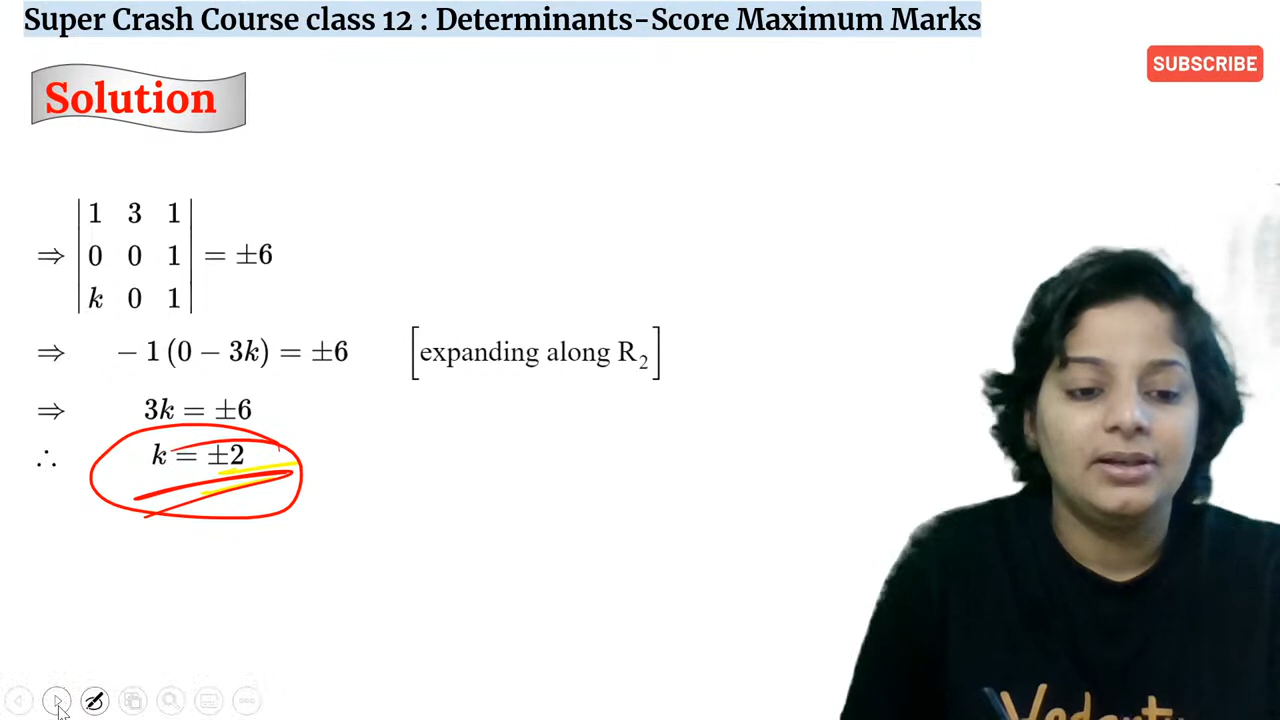 Super Crash Course class 12 : Determinants-Score Maximum Marks
SUBSCRIBE
Solution
⇒ | 1 3 1 |
| 0 0 1 | = ±6
| k 0 1 |
⇒ − 1 (0 − 3k) = ±6 [expanding along R₂]
⇒ 3k = ±6
∴ k = ±2